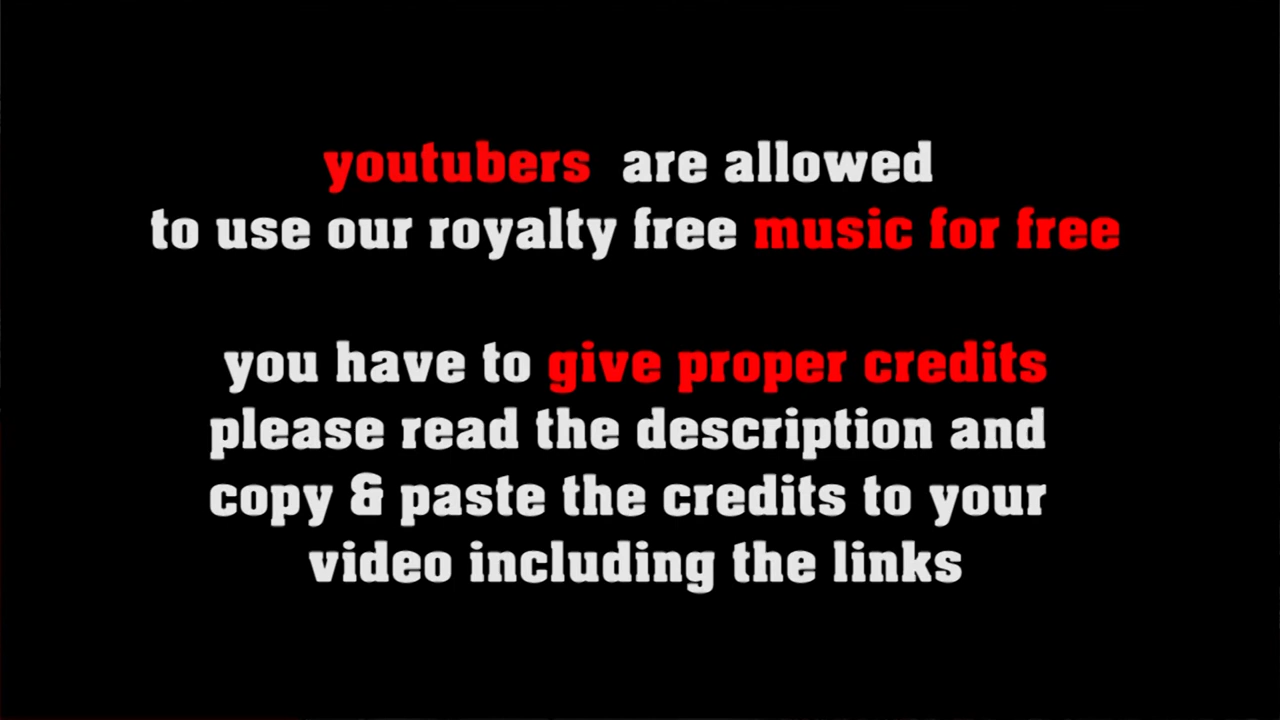 youtubers are allowed
to use our royalty free music for free
you have to give proper credits
please read the description and
copy & paste the credits to your
video including the links